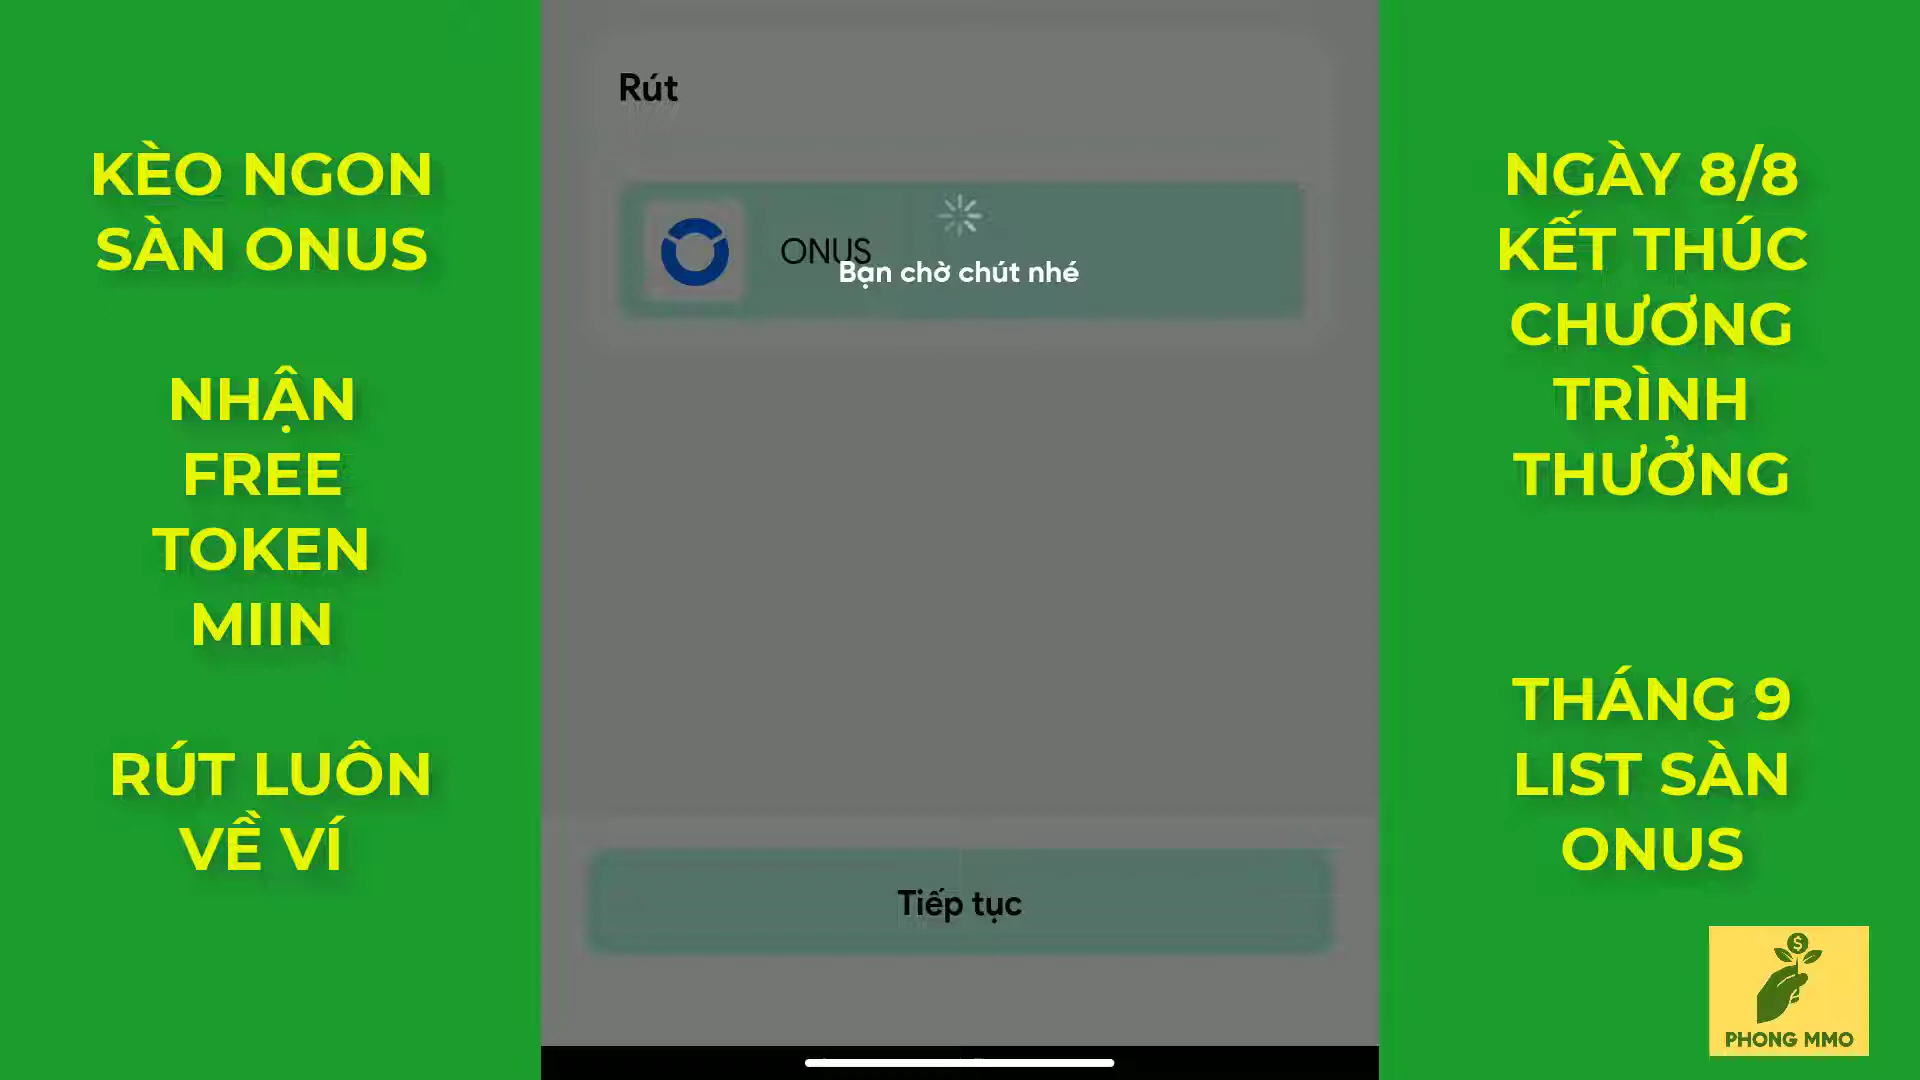 KÈO NGON
SÀN ONUS
NHẬN
FREE
TOKEN
MIIN
RÚT LUÔN
VỀ VÍ
Rút
ONUS
Bạn chờ chút nhé
Tiếp tục
NGÀY 8/8
KẾT THÚC
CHƯƠNG
TRÌNH
THƯỞNG
THÁNG 9
LIST SÀN
ONUS
$
PHONG MMO